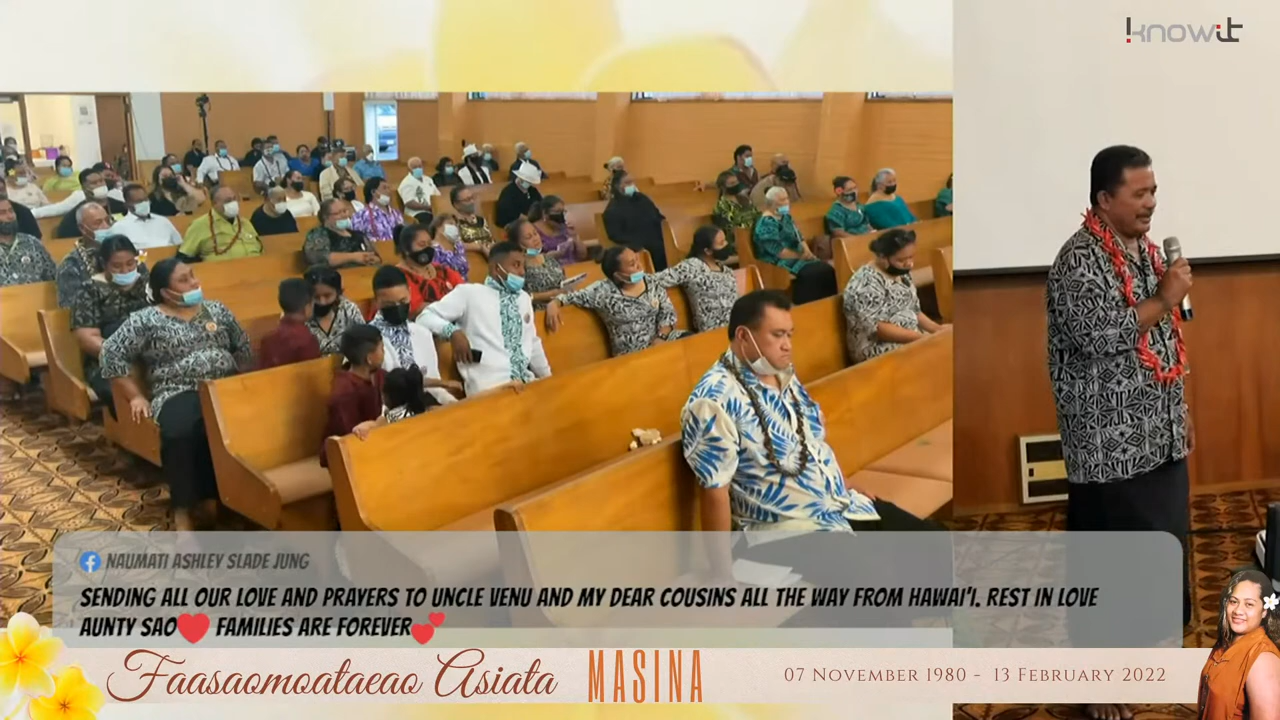 !knowit
NAUMATI ASHLEY SLADE JUNG
SENDING ALL OUR LOVE AND PRAYERS TO UNCLE VENU AND MY DEAR COUSINS ALL THE WAY FROM HAWAI'I. REST IN LOVE
AUNTY SAO❤️ FAMILIES ARE FOREVER💕
Faasaomoataeao Asiata MASINA 07 NOVEMBER 1980 - 13 FEBRUARY 2022